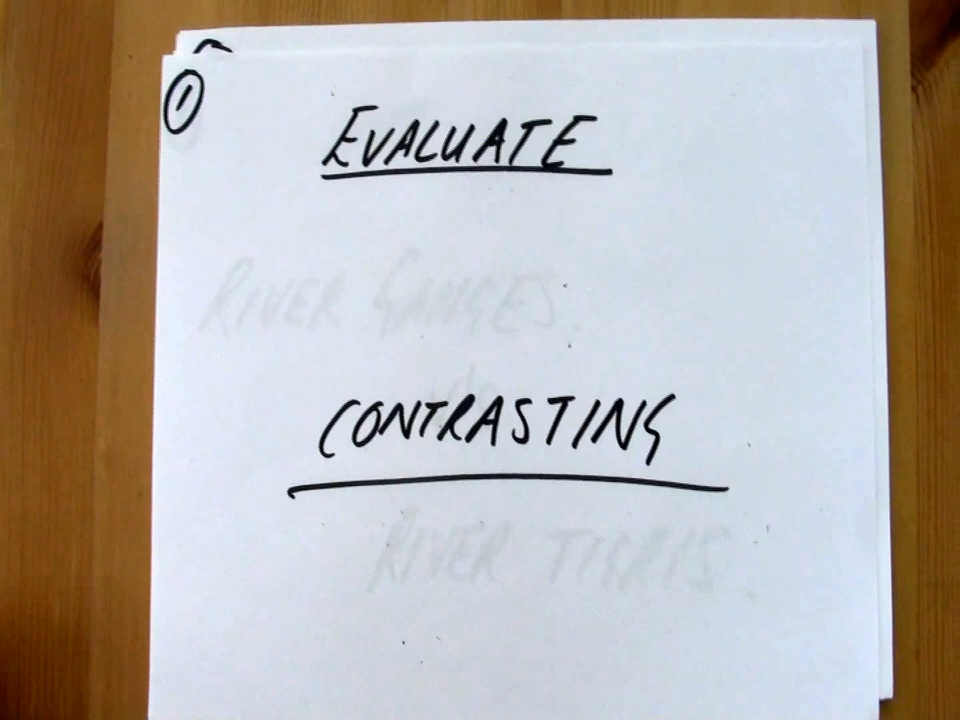 1
EVALUATE
RIVER GANGES.
CONTRASTING
RIVER TIGRIS.